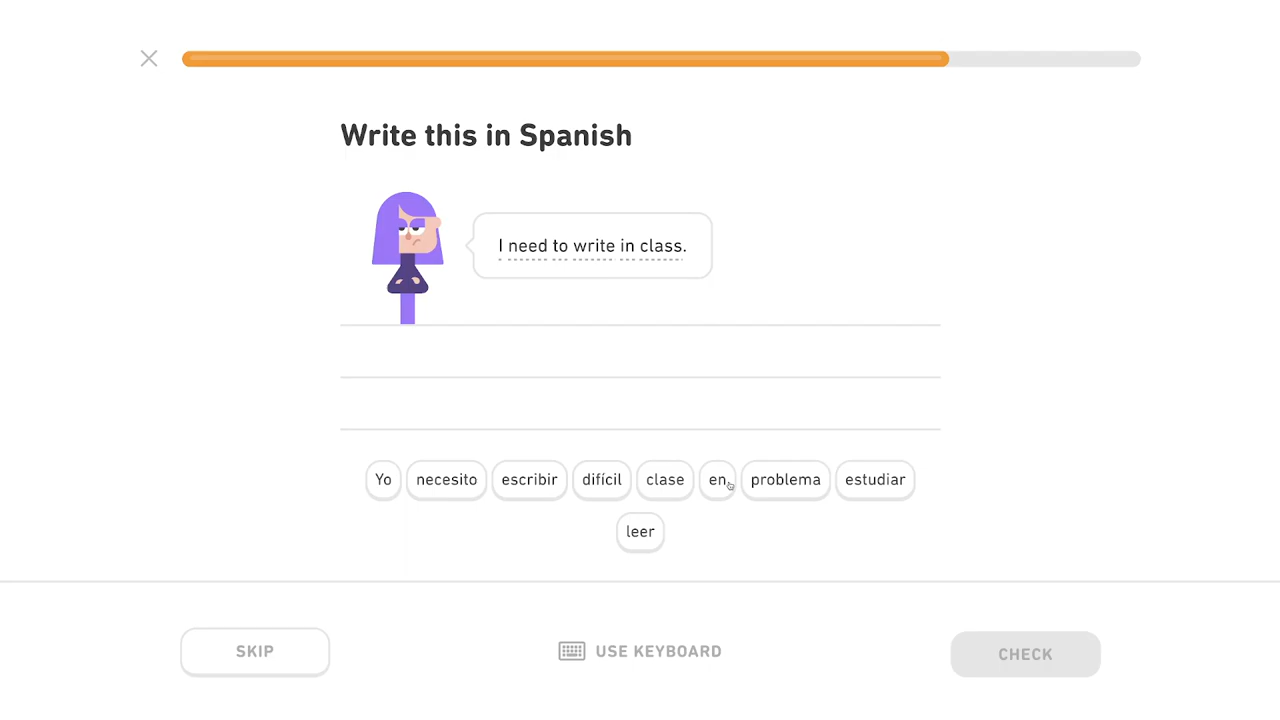 Write this in Spanish
I need to write in class.
Yo necesito escribir difícil clase en problema estudiar
leer
SKIP USE KEYBOARD CHECK